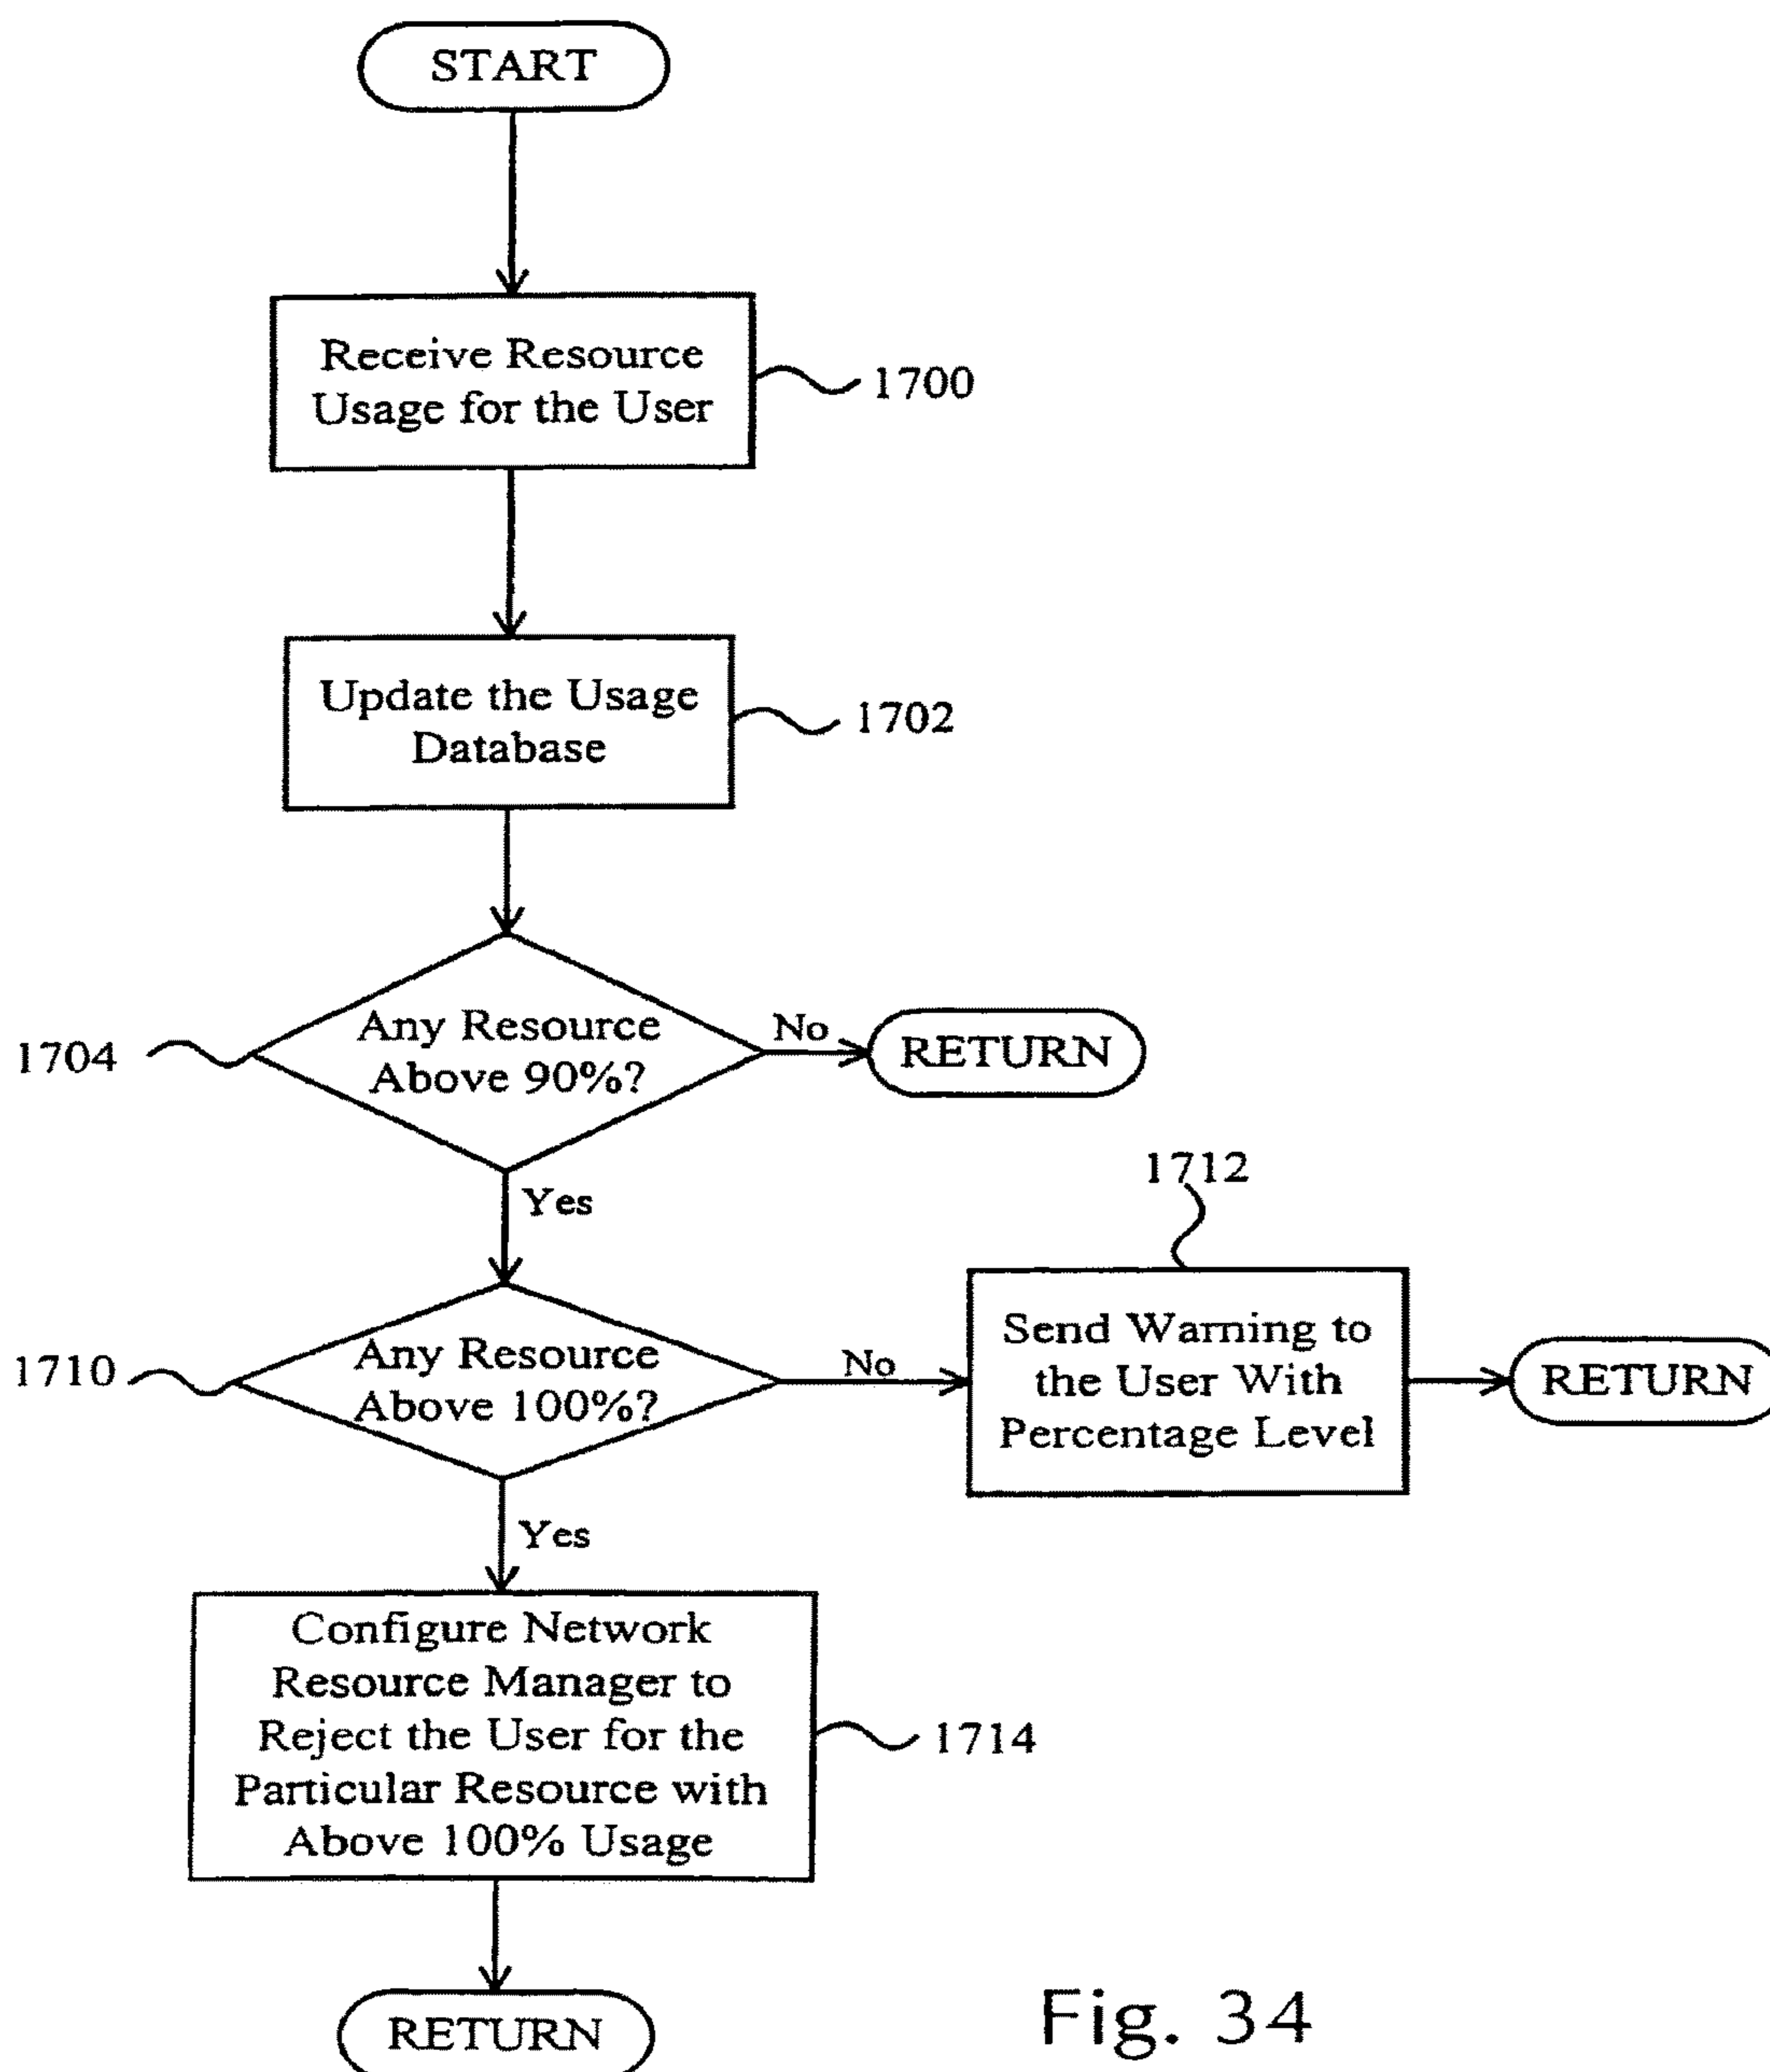 START
Receive Resource
Usage for the User
1700
Update the Usage
Database
1702
Any Resource
Above 90%?
1704
No
RETURN
Yes
Any Resource
Above 100%?
1710
No
1712
Send Warning to
the User With
Percentage Level
RETURN
Yes
Configure Network
Resource Manager to
Reject the User for the
Particular Resource with
Above 100% Usage
1714
RETURN
Fig. 34